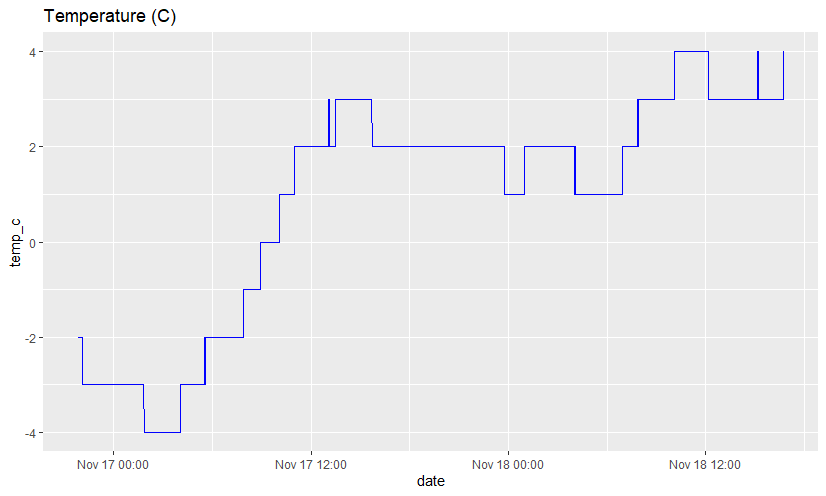 Temperature (C)
4
2
0
-2
-4
temp_c
Nov 17 00:00
Nov 17 12:00
Nov 18 00:00
Nov 18 12:00
date